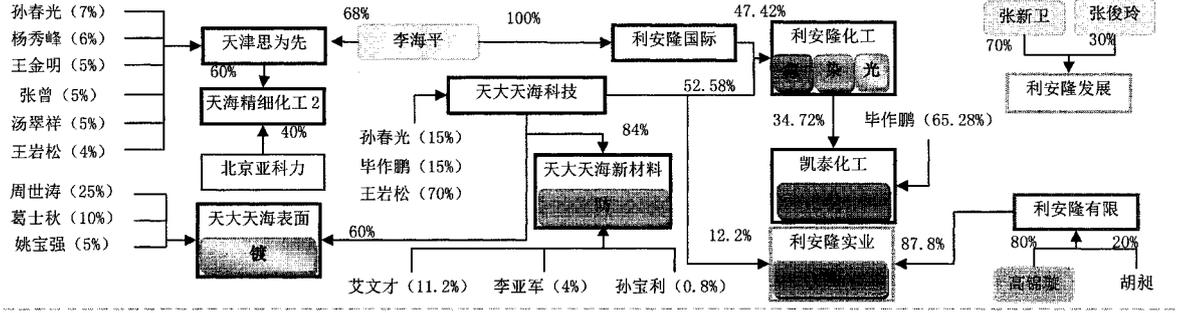 孙春光（7%）
杨秀峰（6%）
王金明（5%）
张曾（5%）
汤翠祥（5%）
王岩松（4%）
周世涛（25%）
葛士秋（10%）
姚宝强（5%）
天津思为先
60%
天海精细化工2
40%
北京亚科力
天大天海表面
镀
68%
李海平
100%
利安隆国际
47.42%
利安隆化工
染
光
天大天海科技
52.58%
孙春光（15%）
毕作鹏（15%）
王岩松（70%）
84%
天大天海新材料
60%
艾文才（11.2%）
李亚军（4%）
孙宝利（0.8%）
34.72%
毕作鹏（65.28%）
凯泰化工
12.2%
利安隆实业
87.8%
张新卫
张俊玲
70%
30%
利安隆发展
利安隆有限
80%
20%
高锦璇
胡昶